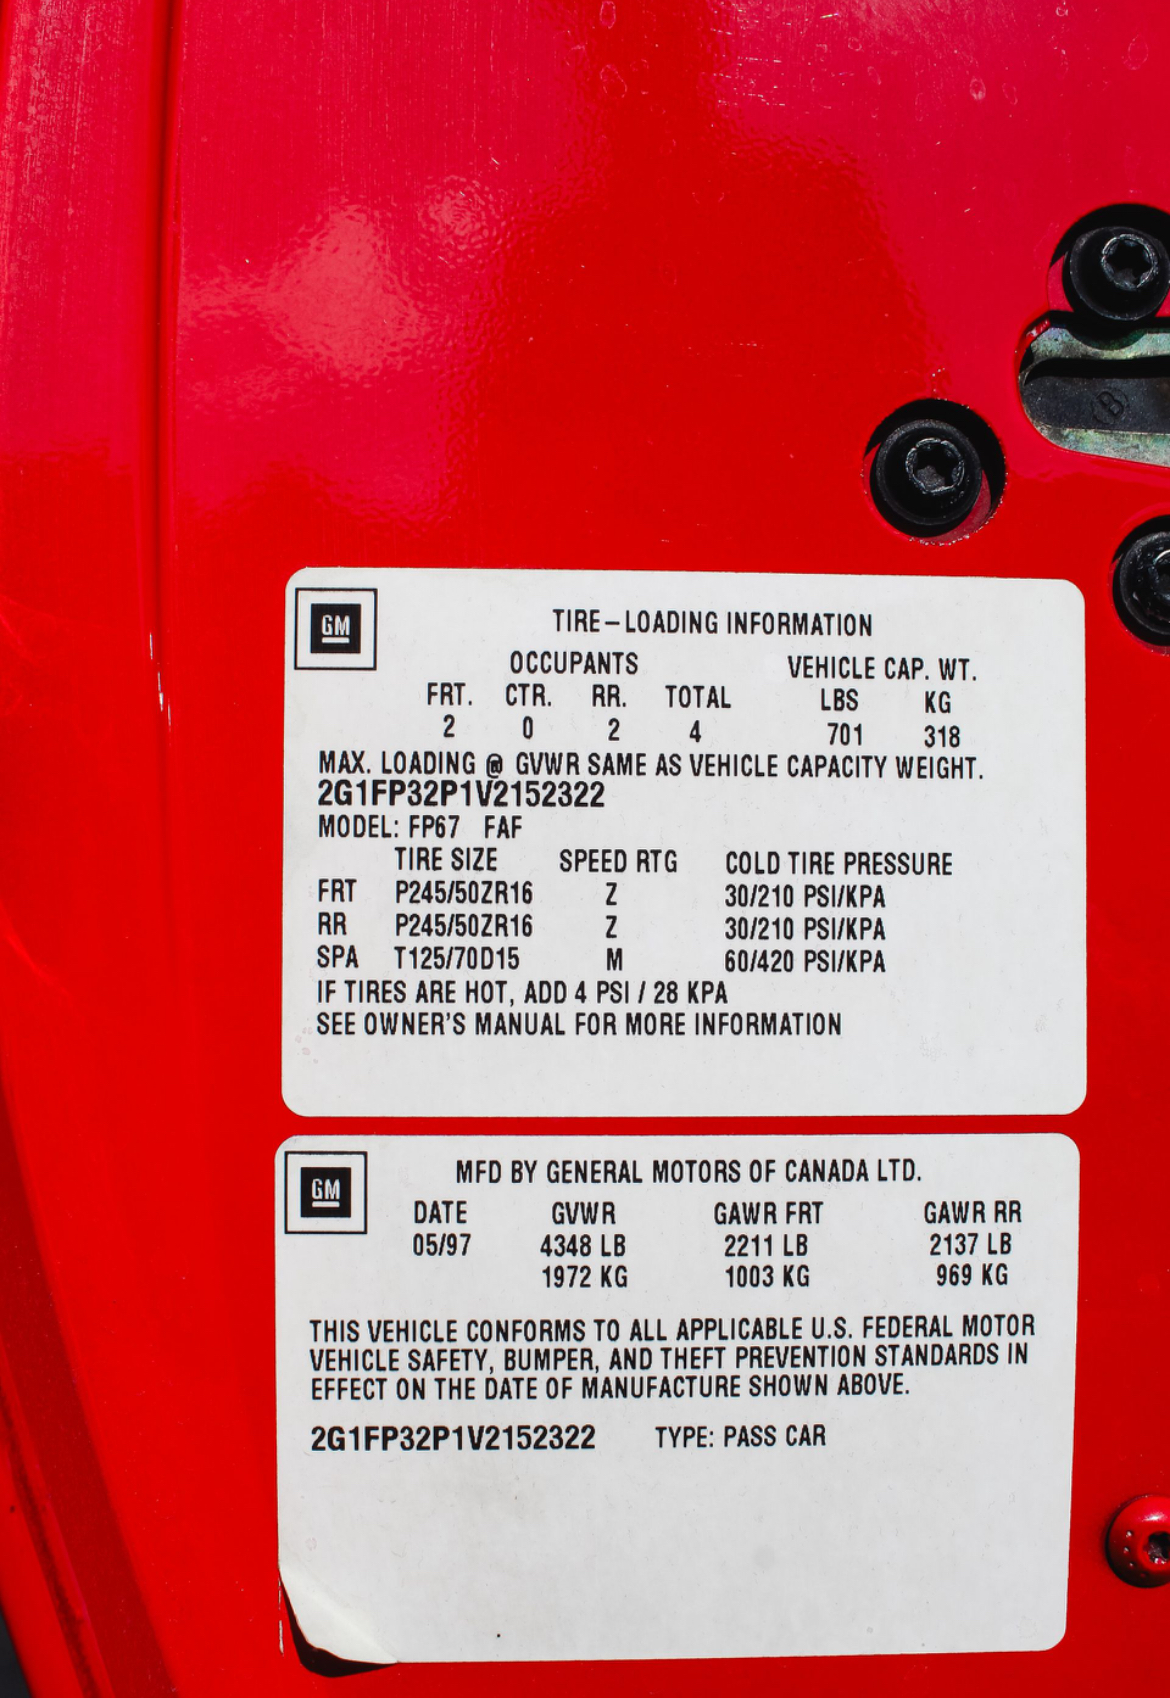 GM
TIRE-LOADING INFORMATION
OCCUPANTS VEHICLE CAP. WT.
FRT. CTR. RR. TOTAL LBS KG
2 0 2 4 701 318
MAX. LOADING @ GVWR SAME AS VEHICLE CAPACITY WEIGHT.
2G1FP32P1V2152322
MODEL: FP67 FAF
TIRE SIZE SPEED RTG COLD TIRE PRESSURE
FRT P245/50ZR16 Z 30/210 PSI/KPA
RR P245/50ZR16 Z 30/210 PSI/KPA
SPA T125/70D15 M 60/420 PSI/KPA
IF TIRES ARE HOT, ADD 4 PSI / 28 KPA
SEE OWNER'S MANUAL FOR MORE INFORMATION
GM
MFD BY GENERAL MOTORS OF CANADA LTD.
DATE GVWR GAWR FRT GAWR RR
05/97 4348 LB 2211 LB 2137 LB
1972 KG 1003 KG 969 KG
THIS VEHICLE CONFORMS TO ALL APPLICABLE U.S. FEDERAL MOTOR
VEHICLE SAFETY, BUMPER, AND THEFT PREVENTION STANDARDS IN
EFFECT ON THE DATE OF MANUFACTURE SHOWN ABOVE.
2G1FP32P1V2152322 TYPE: PASS CAR